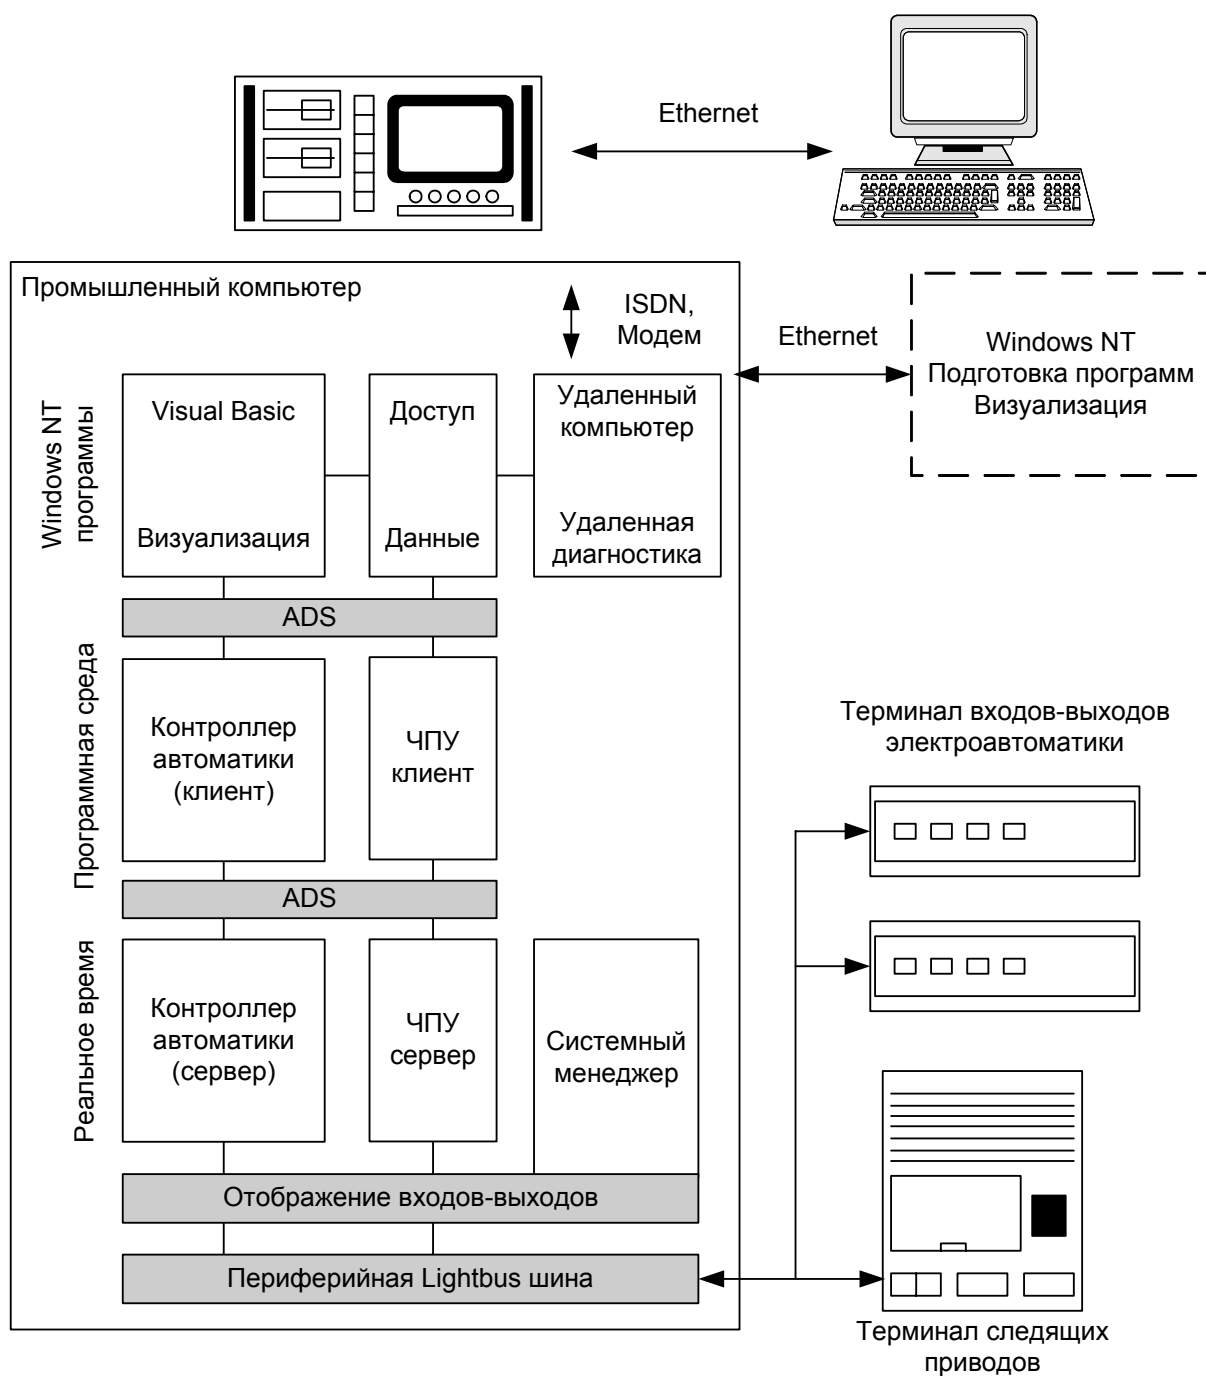 Ethernet
Промышленный компьютер
ISDN,
Модем
Ethernet
Windows NT
Подготовка программ
Визуализация
Windows NT
программы
Visual Basic
Визуализация
Доступ
Данные
Удаленный
компьютер
Удаленная
диагностика
ADS
Программная среда
Контроллер
автоматики
(клиент)
ЧПУ
клиент
ADS
Реальное время
Контроллер
автоматики
(сервер)
ЧПУ
сервер
Системный
менеджер
Отображение входов-выходов
Периферийная Lightbus шина
Терминал входов-выходов
электроавтоматики
Терминал следящих
приводов